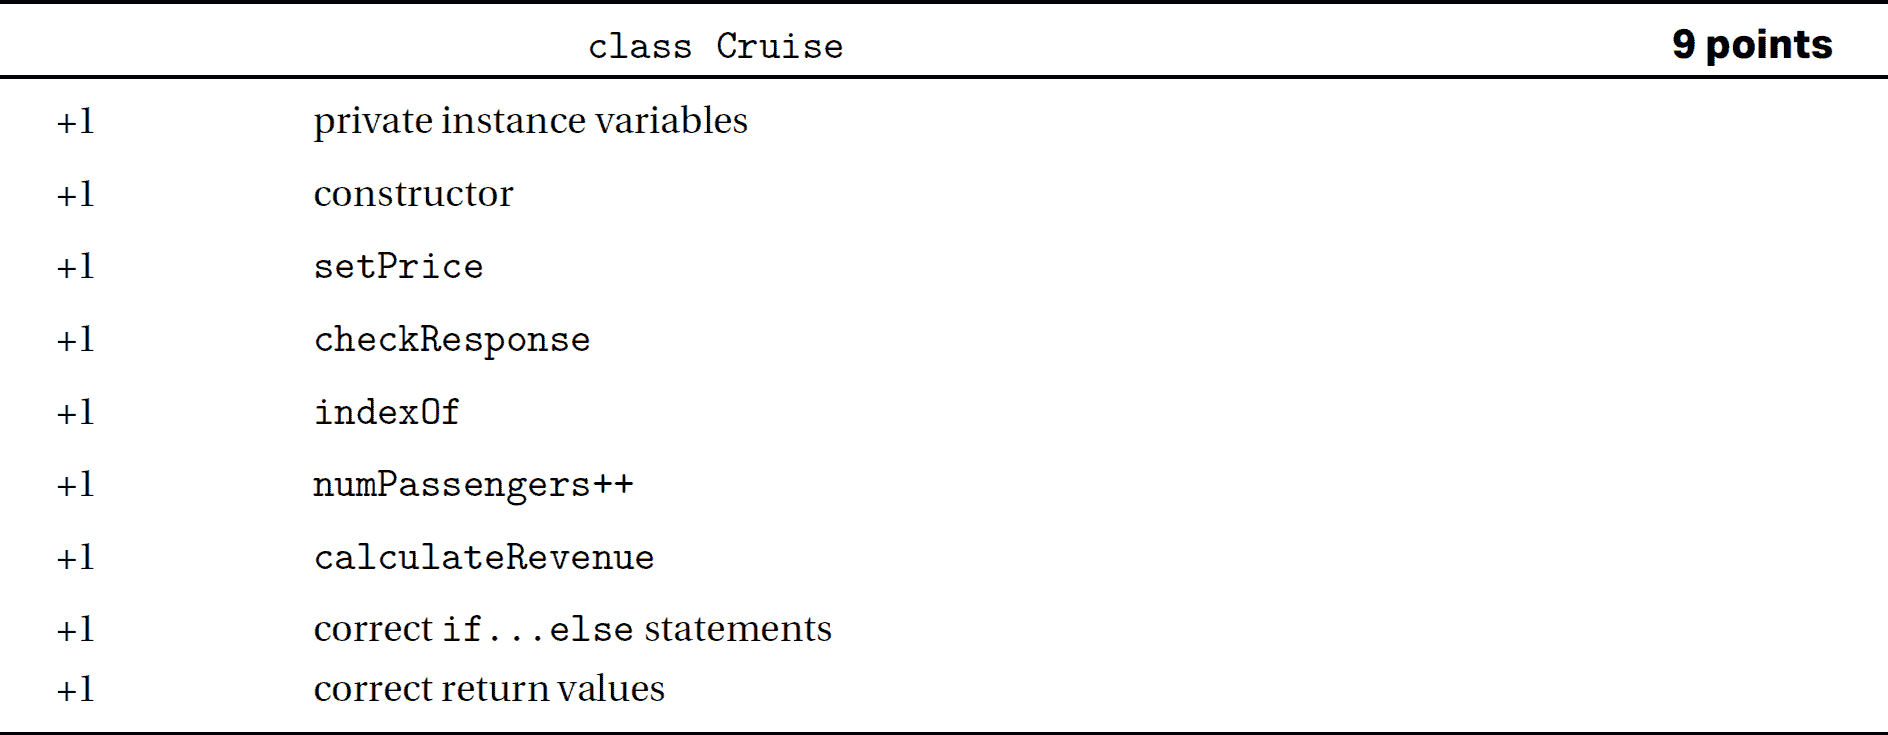 class Cruise 9 points
+1 private instance variables
+1 constructor
+1 setPrice
+1 checkResponse
+1 indexOf
+1 numPassengers++
+1 calculateRevenue
+1 correct if...else statements
+1 correct return values